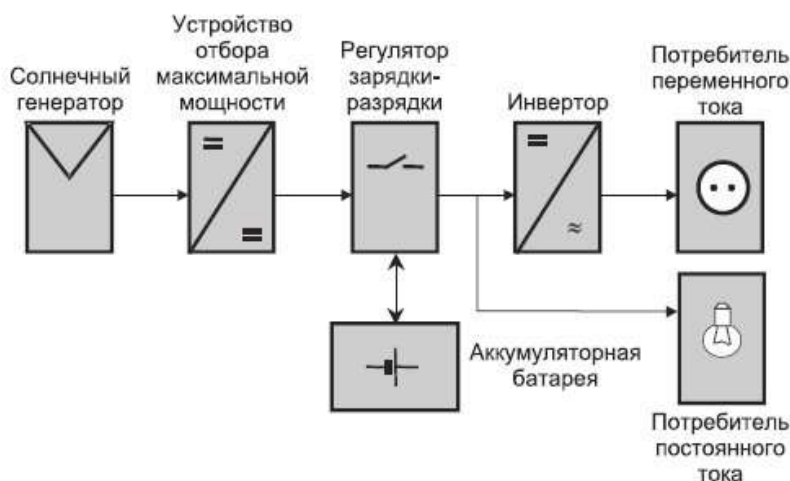 Солнечный
генератор
Устройство
отбора
максимальной
мощности
Регулятор
зарядки-
разрядки
Инвертор
Потребитель
переменного
тока
Аккумуляторная
батарея
Потребитель
постоянного
тока